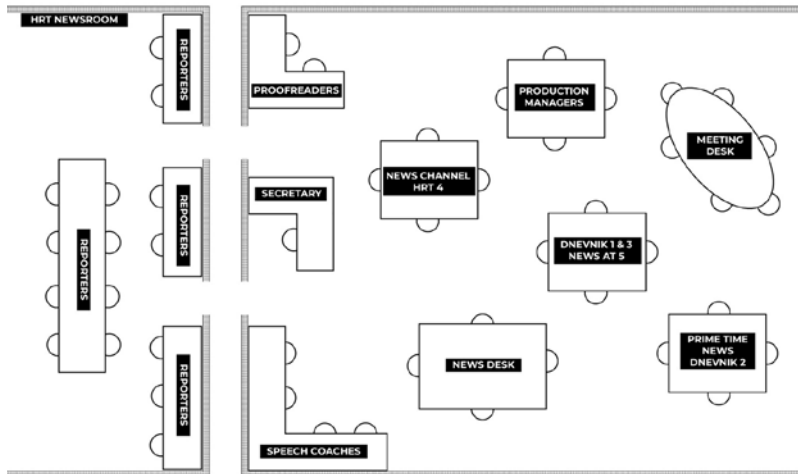 HRT NEWSROOM
REPORTERS
PROOFREADERS
PRODUCTION
MANAGERS
MEETING
DESK
NEWS CHANNEL
HRT 4
REPORTERS
REPORTERS
SECRETARY
DNEVNIK 1 & 3
NEWS AT 5
REPORTERS
NEWS DESK
PRIME TIME
NEWS
DNEVNIK 2
SPEECH COACHES